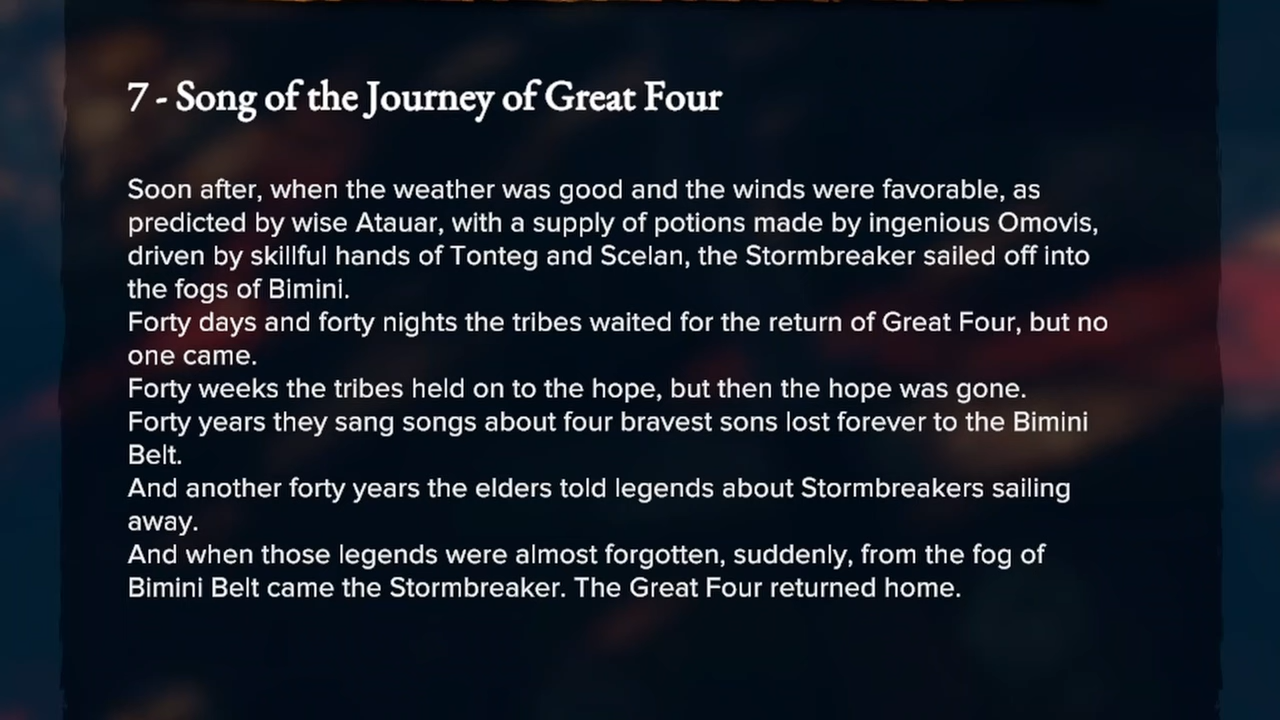 7 - Song of the Journey of Great Four
Soon after, when the weather was good and the winds were favorable, as
predicted by wise Atauar, with a supply of potions made by ingenious Omovis,
driven by skillful hands of Tonteg and Scelan, the Stormbreaker sailed off into
the fogs of Bimini.
Forty days and forty nights the tribes waited for the return of Great Four, but no
one came.
Forty weeks the tribes held on to the hope, but then the hope was gone.
Forty years they sang songs about four bravest sons lost forever to the Bimini
Belt.
And another forty years the elders told legends about Stormbreakers sailing
away.
And when those legends were almost forgotten, suddenly, from the fog of
Bimini Belt came the Stormbreaker. The Great Four returned home.